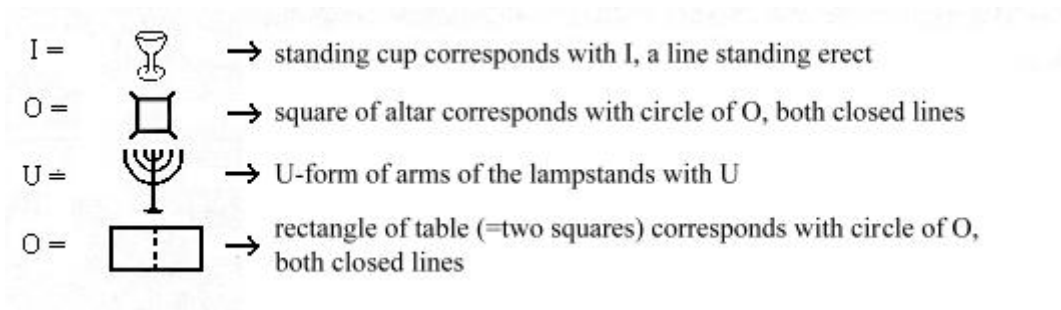 I = → standing cup corresponds with I, a line standing erect
O = → square of altar corresponds with circle of O, both closed lines
U = → U-form of arms of the lampstands with U
O = → rectangle of table (=two squares) corresponds with circle of O,
both closed lines